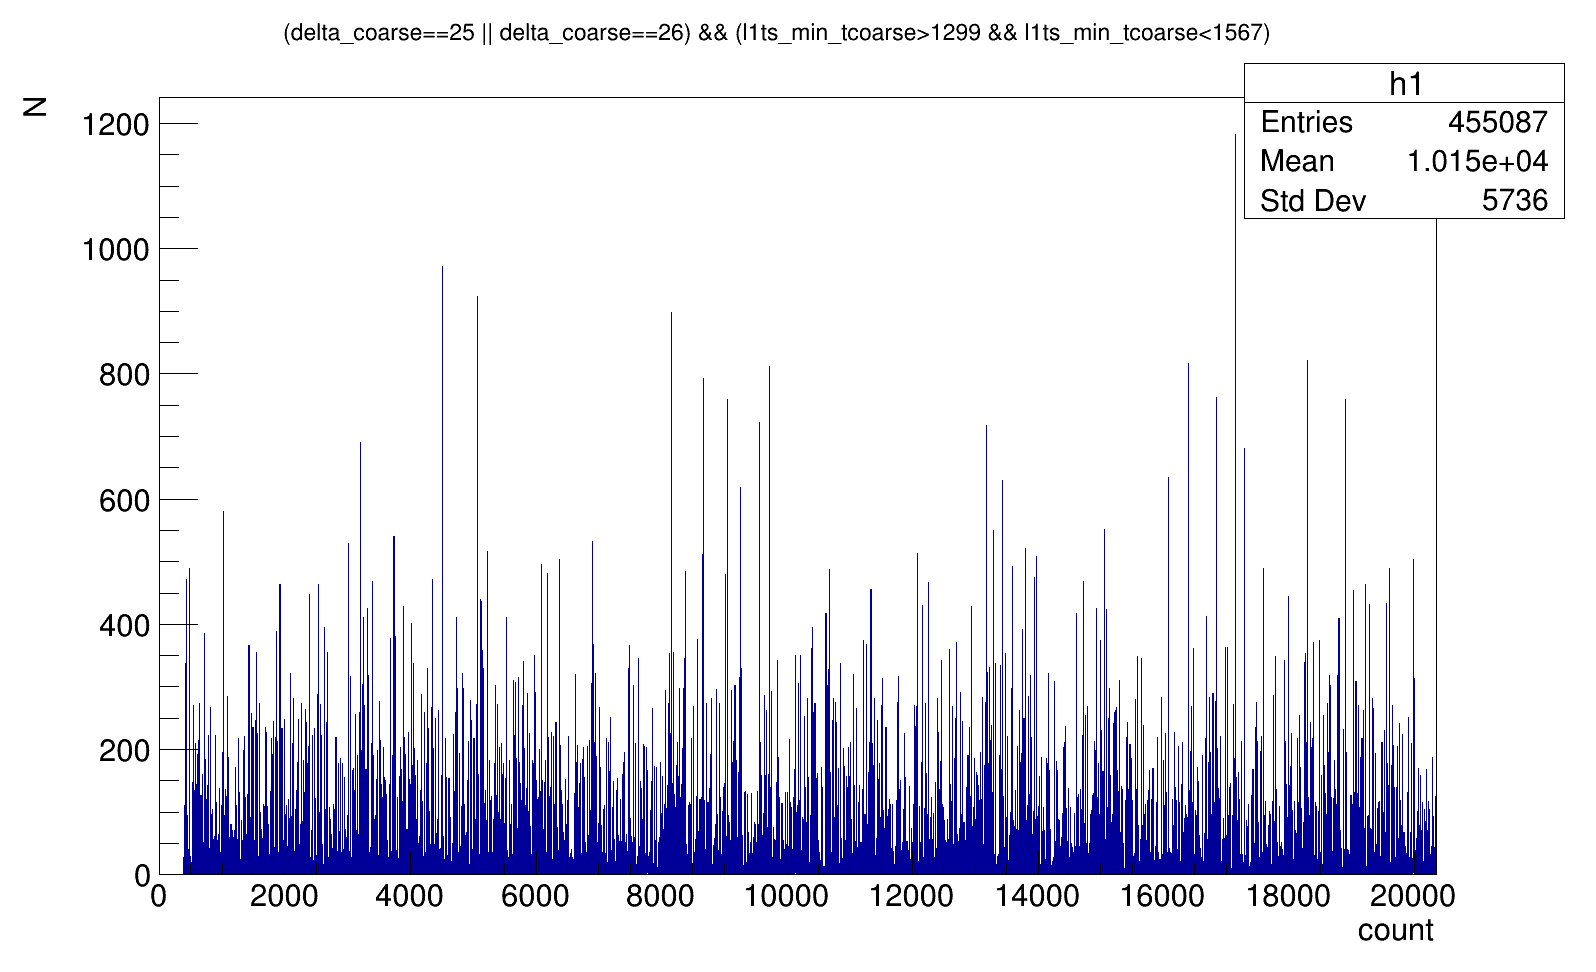 (delta_coarse==25 || delta_coarse==26) && (l1ts_min_tcoarse>1299 && l1ts_min_tcoarse<1567)
h1
Entries 455087
Mean 1.015e+04
Std Dev 5736
N
1200
1000
800
600
400
200
0
0 2000 4000 6000 8000 10000 12000 14000 16000 18000 20000
count